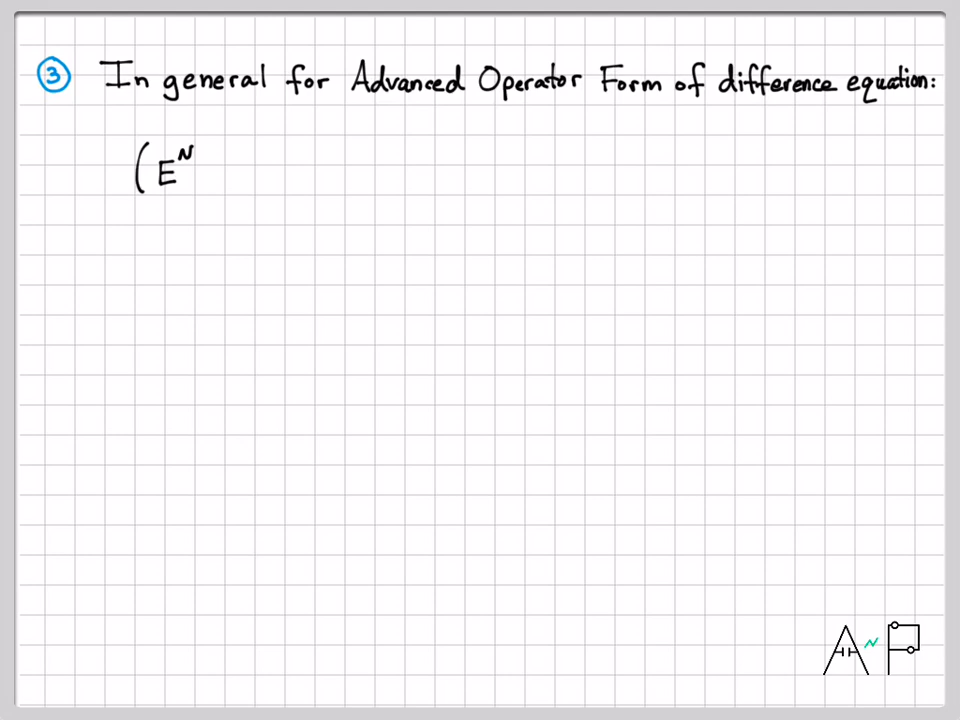 ③ In general for Advanced Operator Form of difference equation:
(E^N
A~P